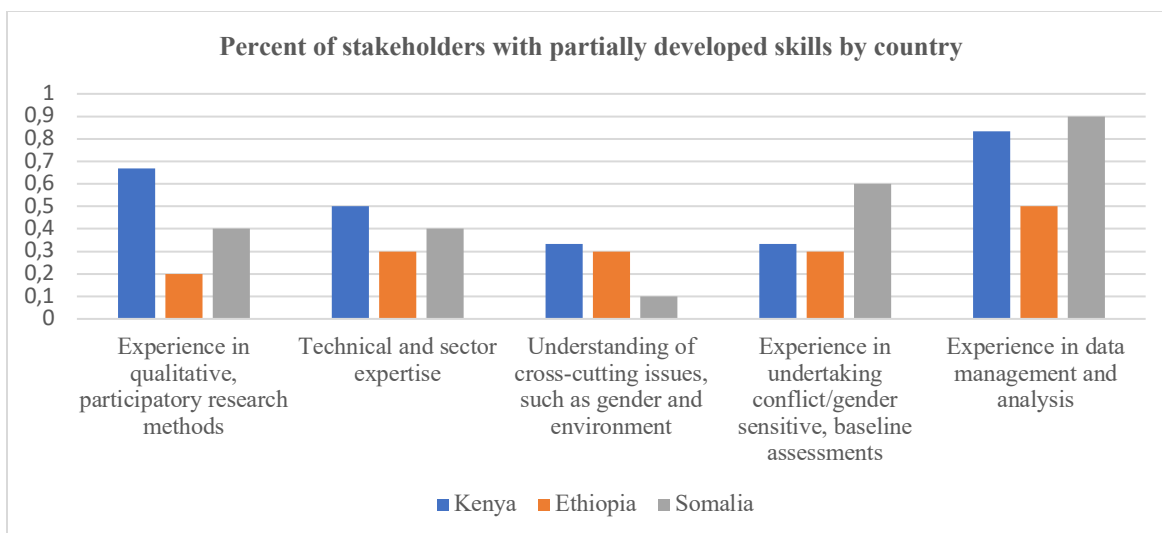 Percent of stakeholders with partially developed skills by country
1
0,9
0,8
0,7
0,6
0,5
0,4
0,3
0,2
0,1
0
Experience in
qualitative,
participatory research
methods
Technical and sector
expertise
Understanding of
cross-cutting issues,
such as gender and
environment
Experience in
undertaking
conflict/gender
sensitive, baseline
assessments
Experience in data
management and
analysis
Kenya Ethiopia Somalia